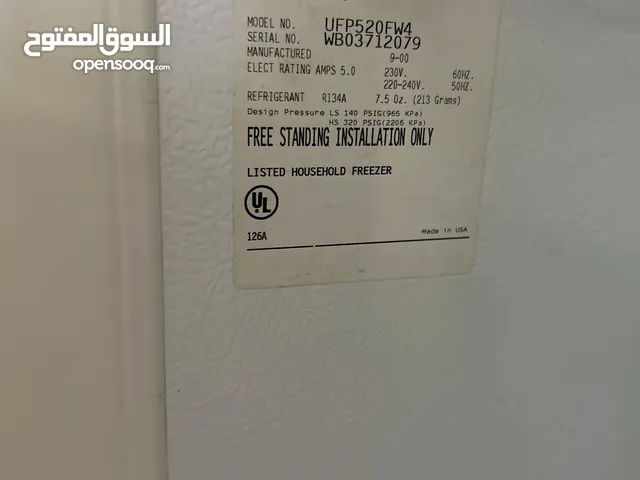 السوق المفتوح
opensooq.com
MODEL NO. UFP520FW4
SERIAL NO. WB03712079
MANUFACTURED 9-00
ELECT RATING AMPS 5.0 230V. 60HZ.
220-240V. 50HZ.
REFRIGERANT R134A 7.5 Oz. (213 Grams)
Design Pressure LS 140 PSIG(965 KPa)
HS 320 PSIG(2206 KPa)
FREE STANDING INSTALLATION ONLY
LISTED HOUSEHOLD FREEZER
UL
126A Made in USA